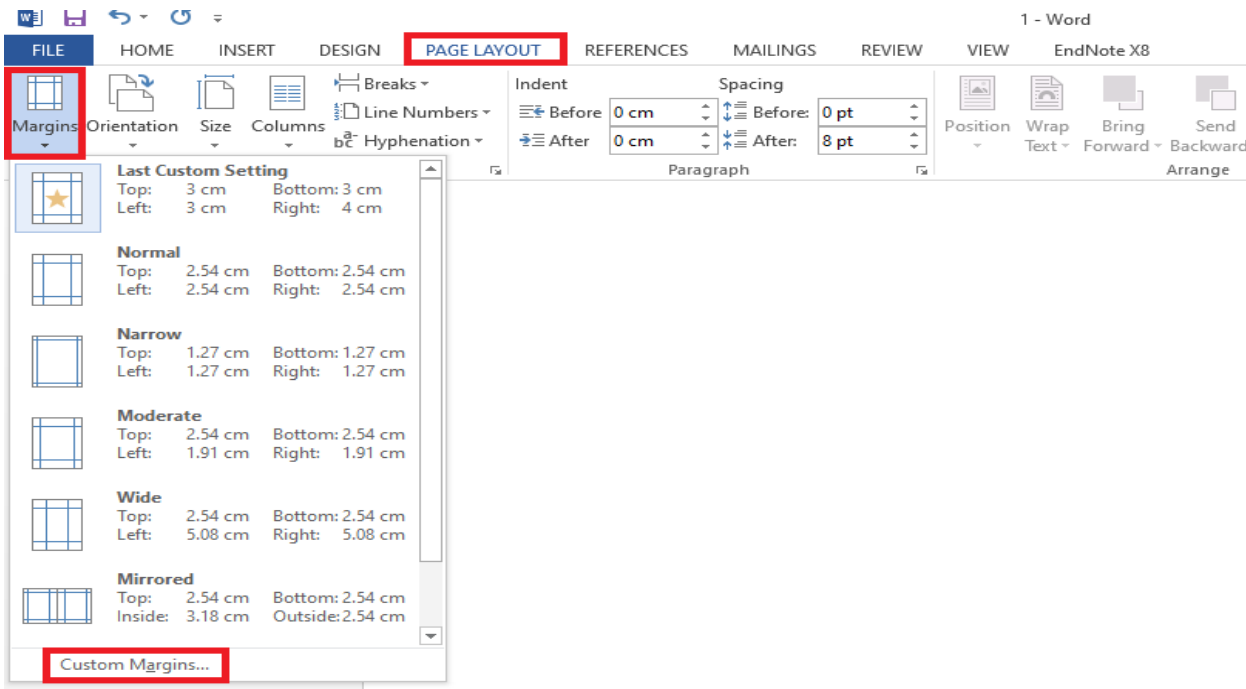 1 - Word
FILE HOME INSERT DESIGN PAGE LAYOUT REFERENCES MAILINGS REVIEW VIEW EndNote X8
Breaks
Indent Spacing
Line Numbers
Before 0 cm Before: 0 pt
Margins Orientation Size Columns
Position Wrap Text Bring Forward Send Backward
Hyphenation
After 0 cm After: 8 pt
Paragraph Arrange
Last Custom Setting
Top: 3 cm Bottom: 3 cm
Left: 3 cm Right: 4 cm
Normal
Top: 2.54 cm Bottom: 2.54 cm
Left: 2.54 cm Right: 2.54 cm
Narrow
Top: 1.27 cm Bottom: 1.27 cm
Left: 1.27 cm Right: 1.27 cm
Moderate
Top: 2.54 cm Bottom: 2.54 cm
Left: 1.91 cm Right: 1.91 cm
Wide
Top: 2.54 cm Bottom: 2.54 cm
Left: 5.08 cm Right: 5.08 cm
Mirrored
Top: 2.54 cm Bottom: 2.54 cm
Inside: 3.18 cm Outside: 2.54 cm
Custom Margins...